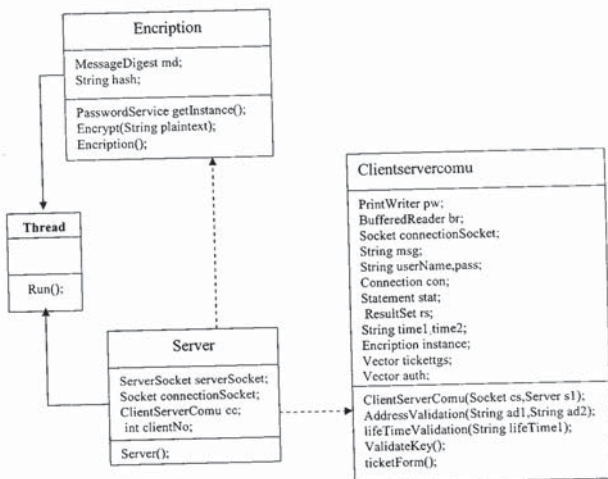 Encription
MessageDigest md;
String hash;
PasswordService getInstance();
Encrypt(String plaintext);
Encription();
Thread
Run();
Server
ServerSocket serverSocket;
Socket connectionSocket;
ClientServerComu cc;
int clientNo;
Server();
Clientservercomu
PrintWriter pw;
BufferedReader br;
Socket connectionSocket;
String msg;
String userName,pass;
Connection con;
Statement stat;
ResultSet rs;
String time1,time2;
Encription instance;
Vector tickettgs;
Vector auth;
ClientServerComu(Socket cs,Server s1);
AddressValidation(String ad1,String ad2);
lifeTimeValidation(String lifeTime1);
ValidateKey();
ticketForm();